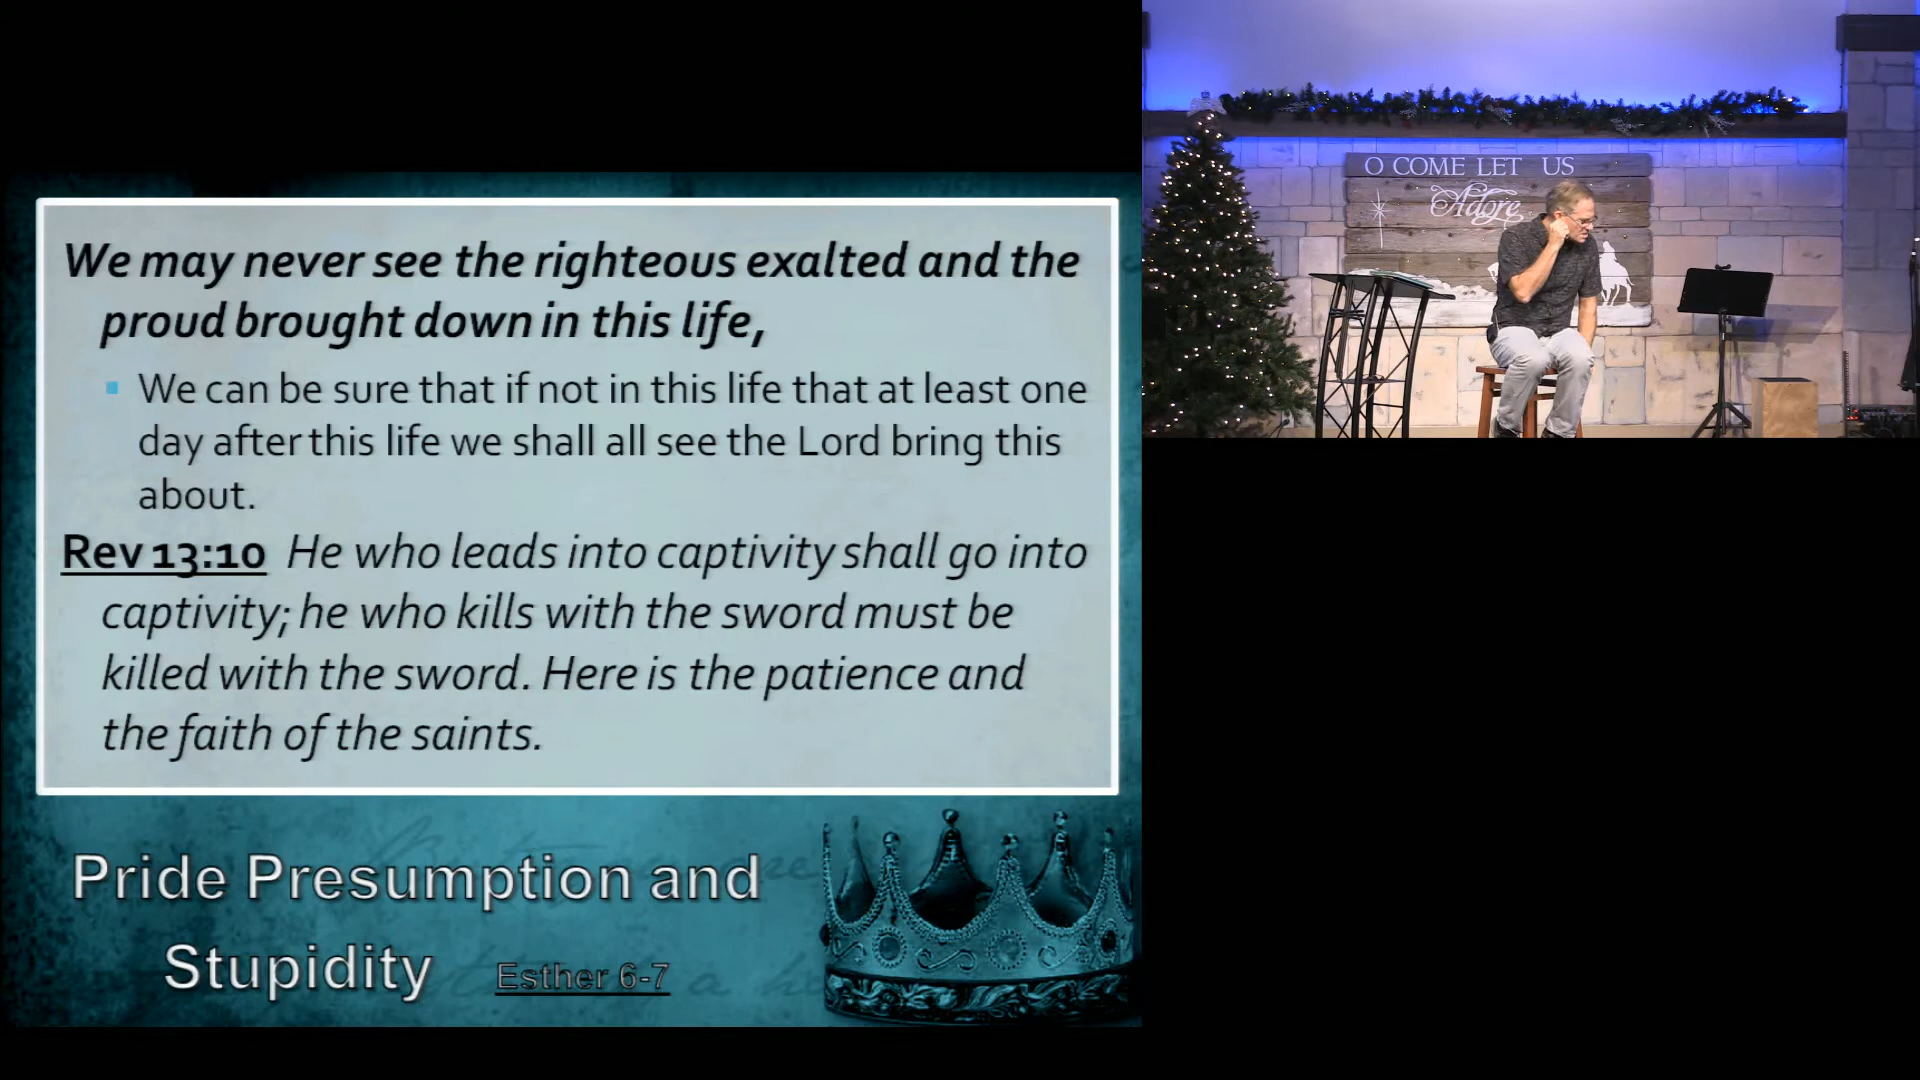 We may never see the righteous exalted and the
proud brought down in this life,
We can be sure that if not in this life that at least one
day after this life we shall all see the Lord bring this
about.
Rev 13:10 He who leads into captivity shall go into
captivity; he who kills with the sword must be
killed with the sword. Here is the patience and
the faith of the saints.
Pride Presumption and
Stupidity Esther 6-7
O COME LET US
Adore